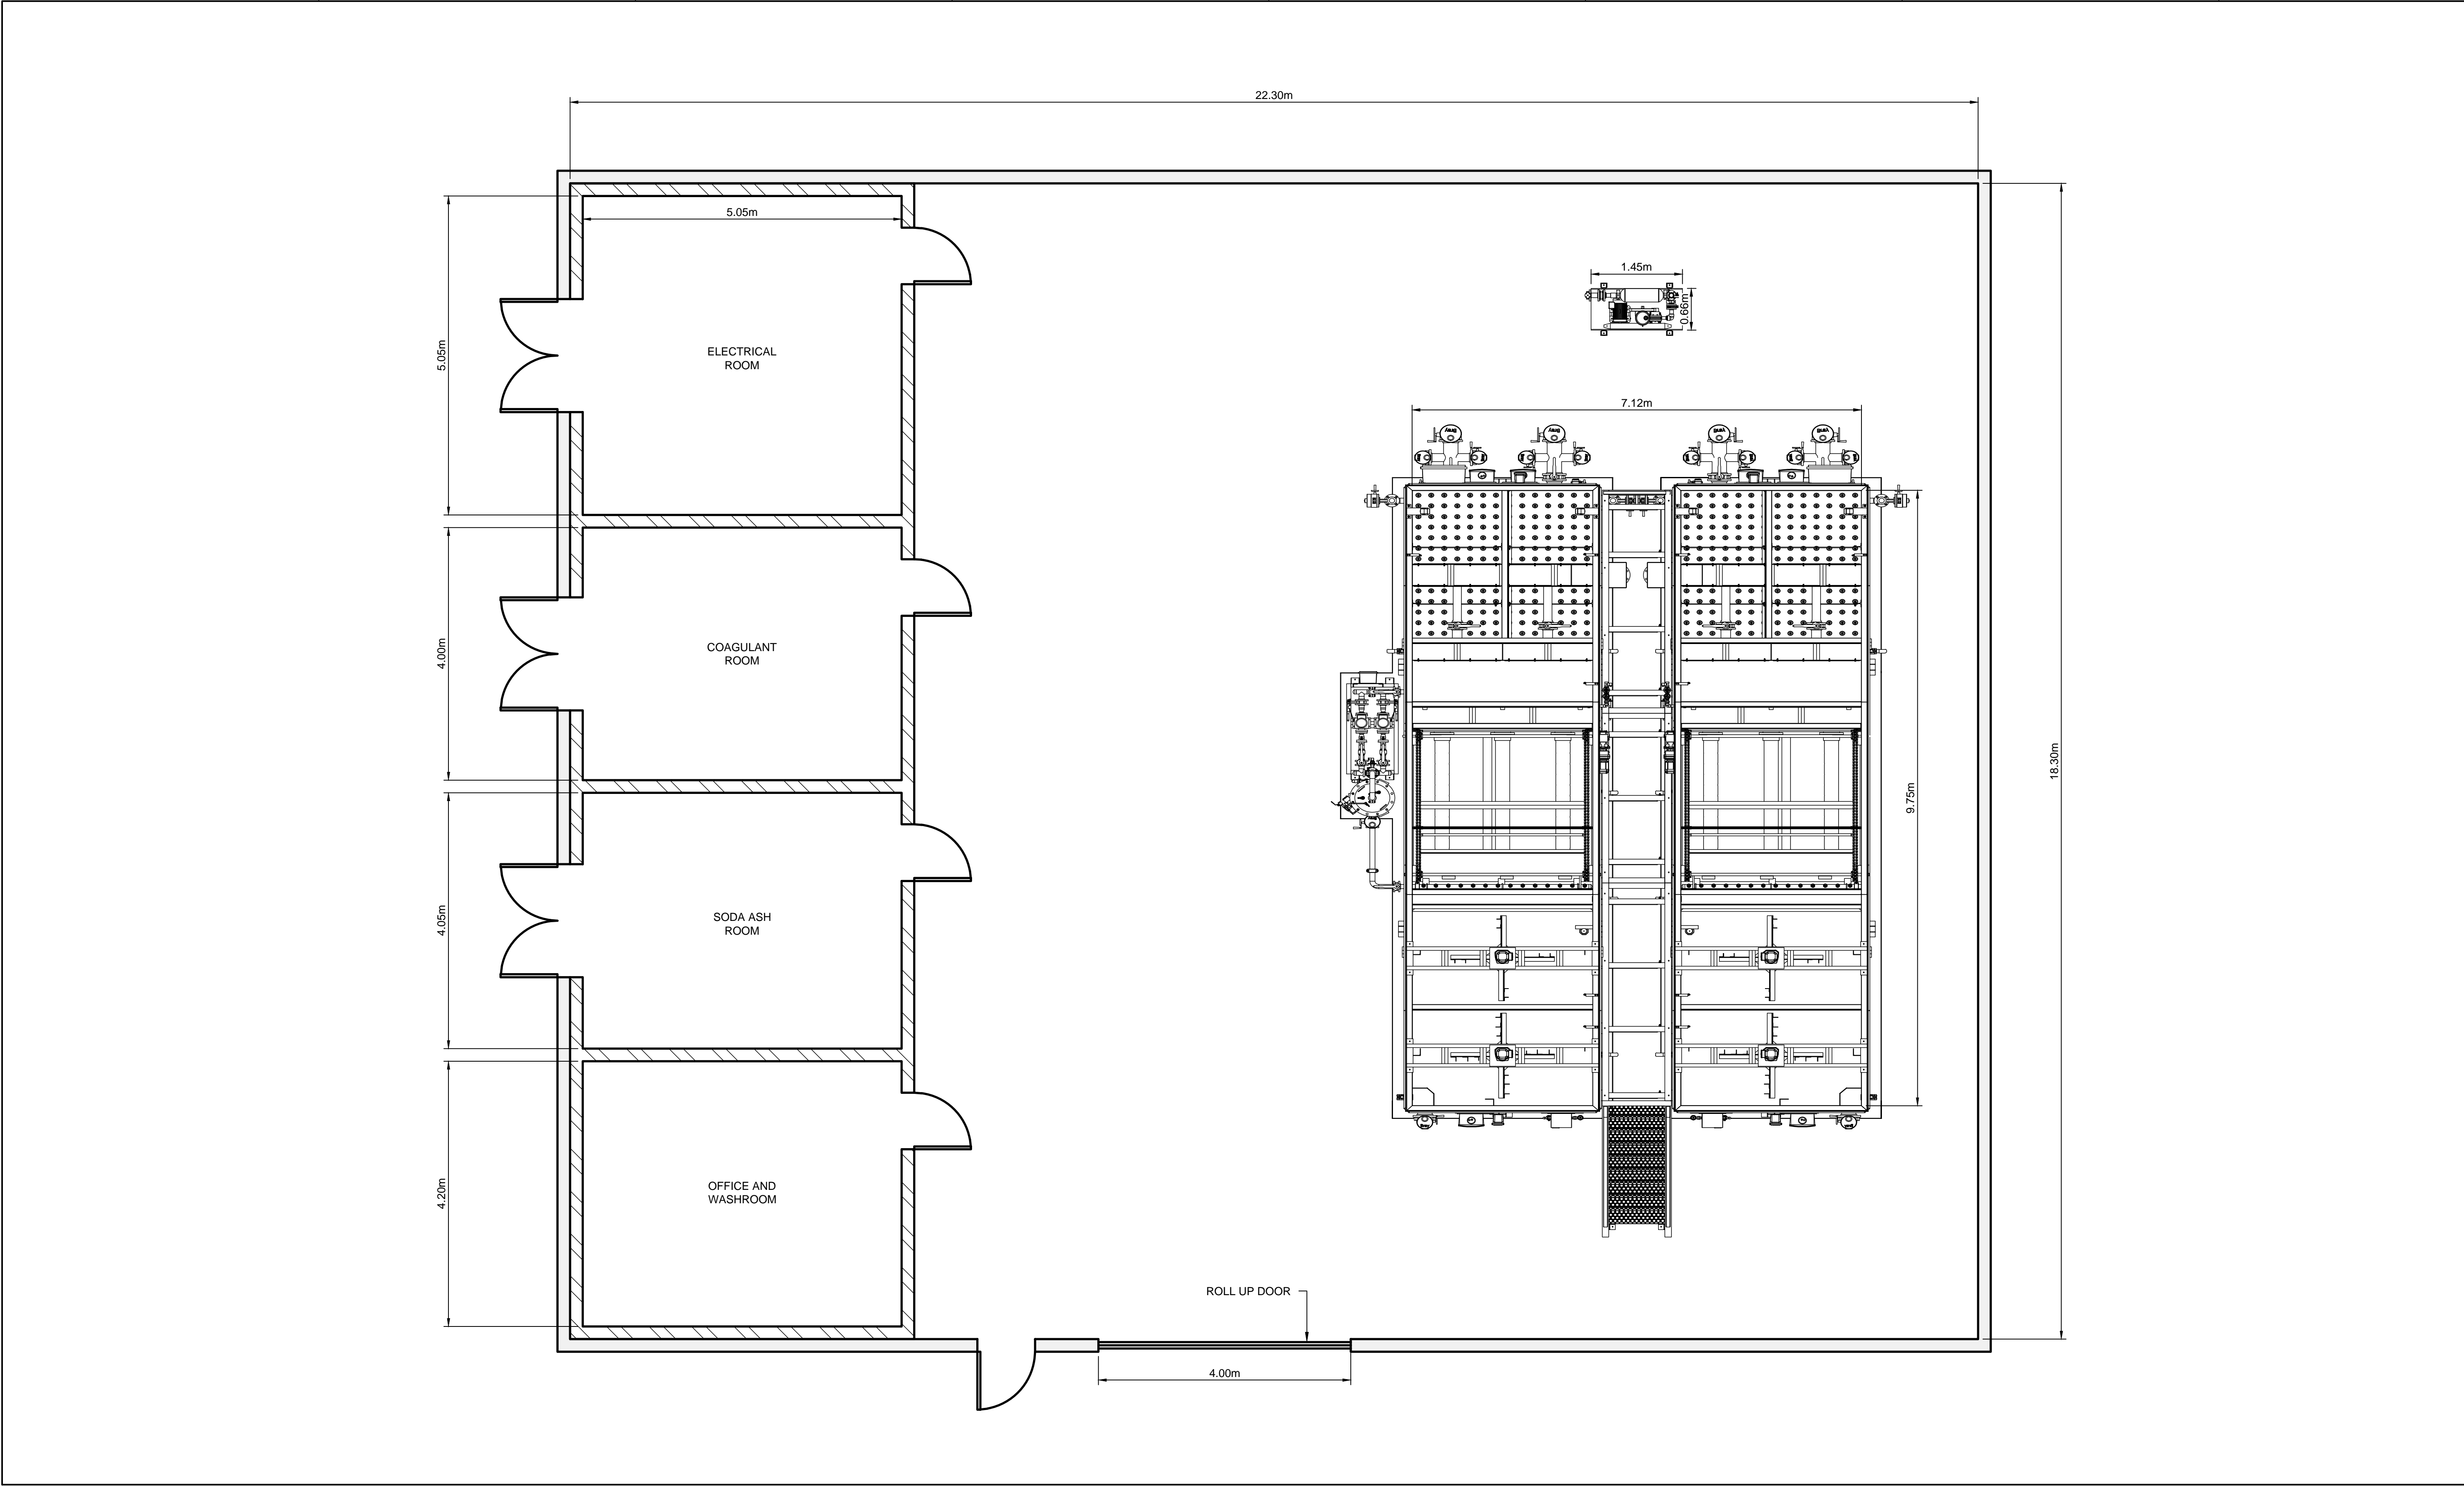 22.30m
5.05m
1.45m
0.66m
5.05m
ELECTRICAL
ROOM
7.12m
4.00m
COAGULANT
ROOM
18.30m
9.75m
4.05m
SODA ASH
ROOM
4.20m
OFFICE AND
WASHROOM
ROLL UP DOOR
4.00m